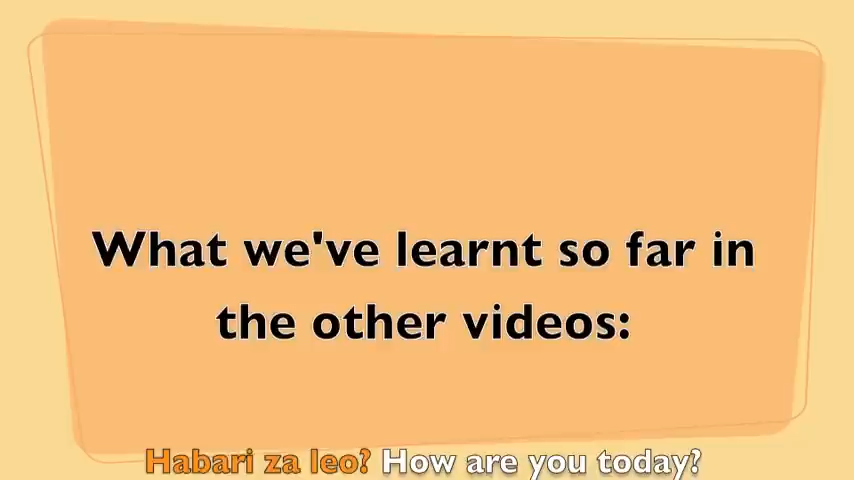 What we've learnt so far in
the other videos:
Habari za leo? How are you today?